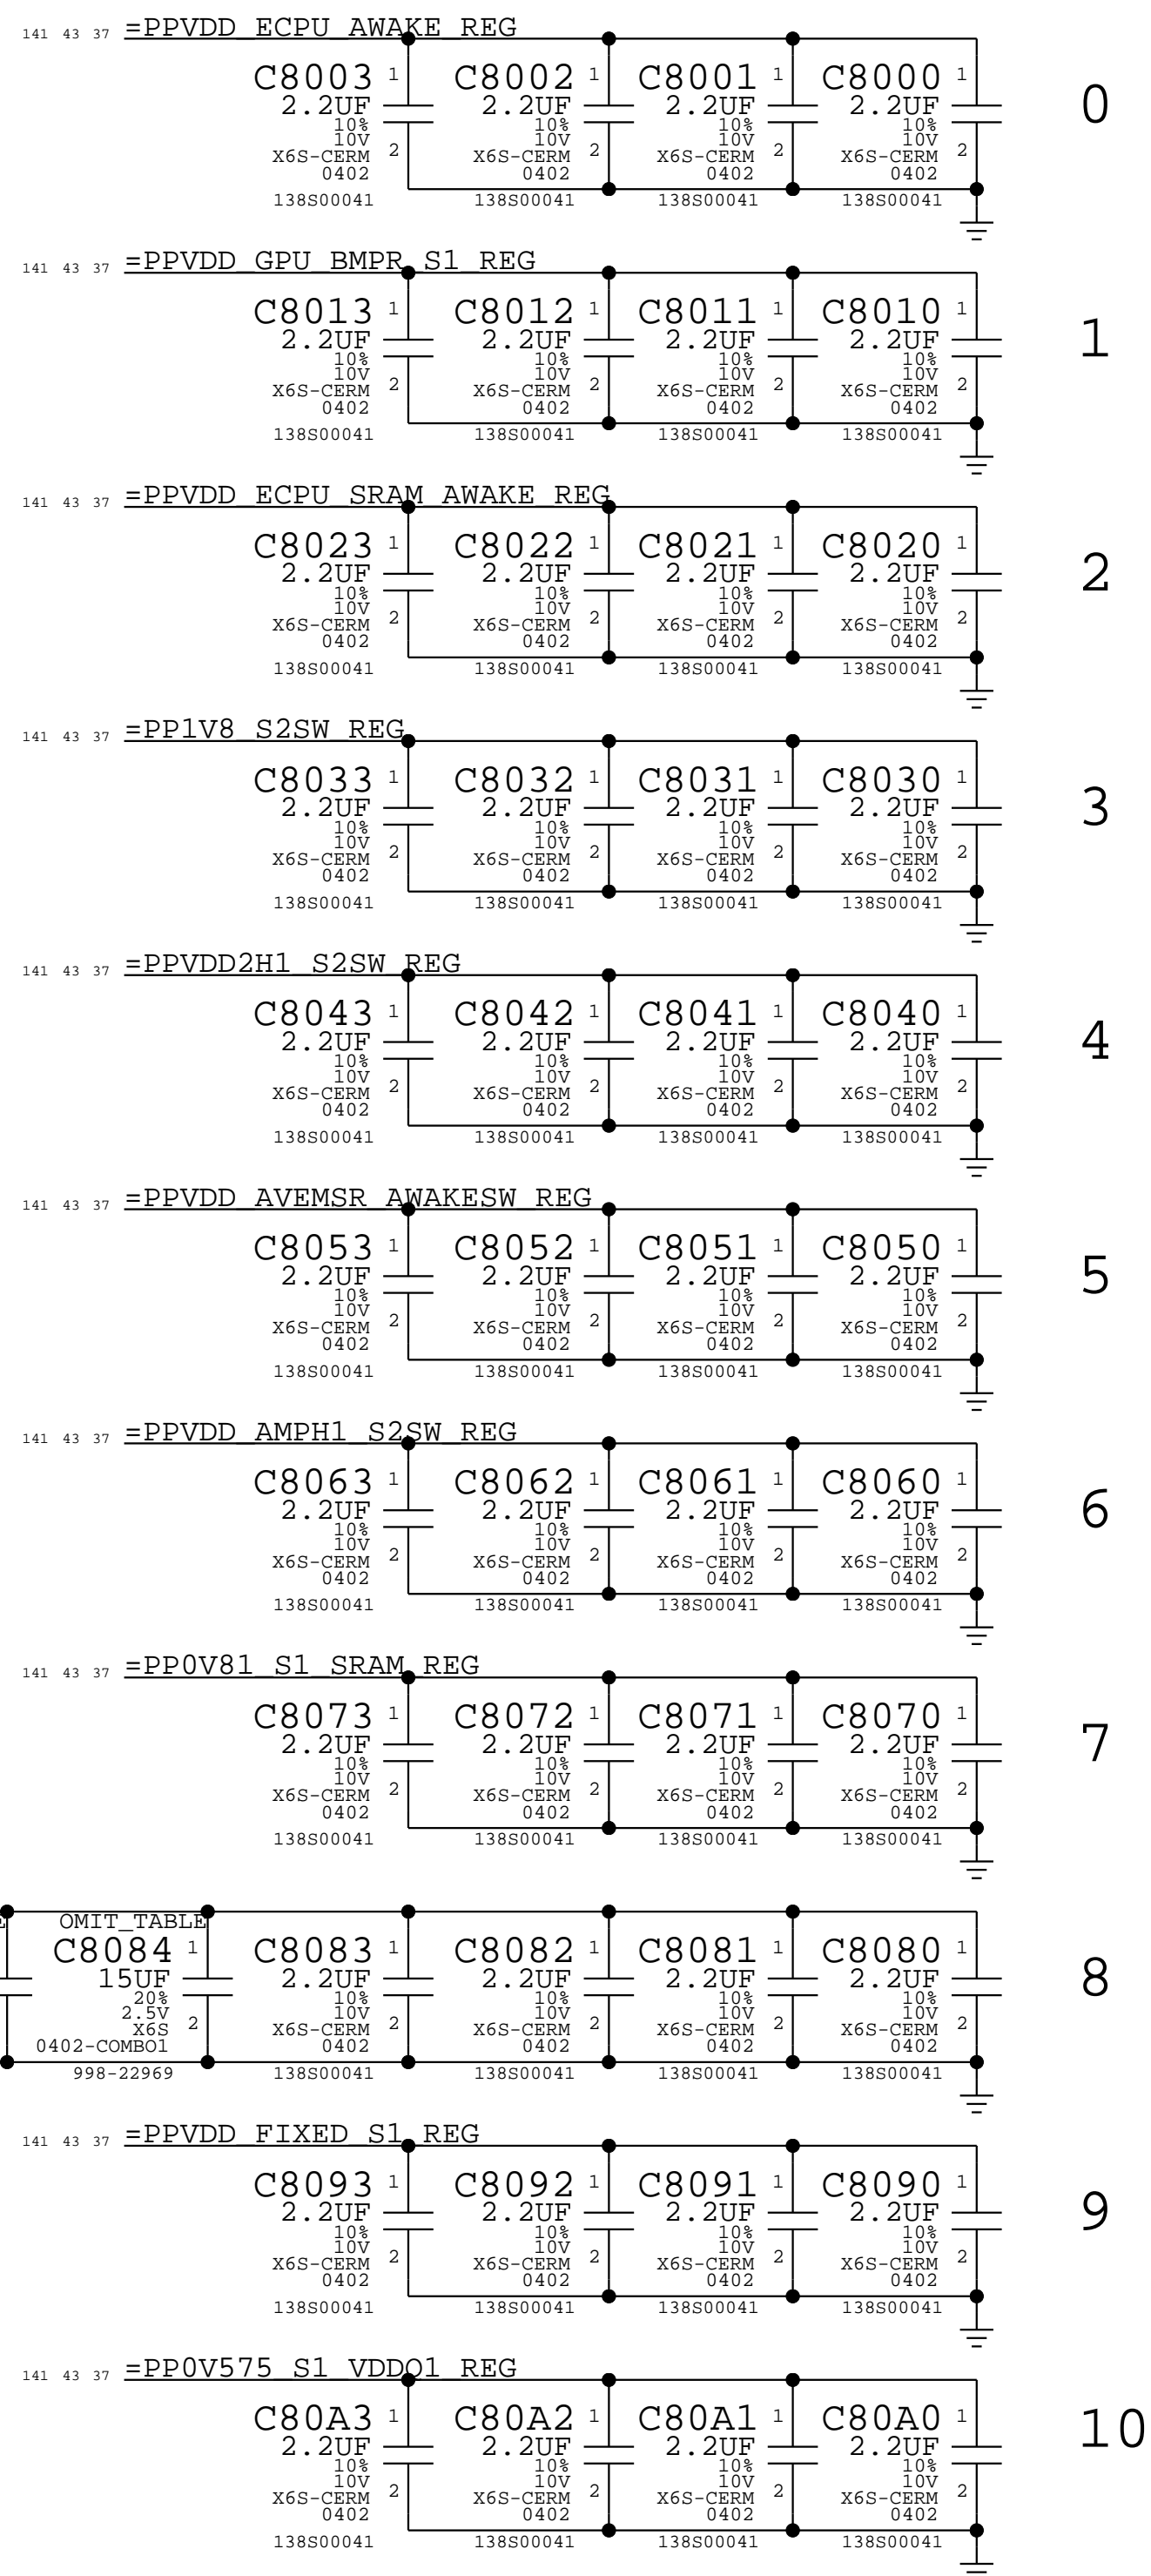 141 43 37 =PPVDD_ECPU_AWAKE_REG
C8003 1 C8002 1 C8001 1 C8000 1
2.2UF 2.2UF 2.2UF 2.2UF 0
10% 10% 10% 10%
10V 10V 10V 10V
X6S-CERM 2 X6S-CERM 2 X6S-CERM 2 X6S-CERM 2
0402 0402 0402 0402
138S00041 138S00041 138S00041 138S00041
141 43 37 =PPVDD_GPU_BMPR_S1_REG
C8013 1 C8012 1 C8011 1 C8010 1
2.2UF 2.2UF 2.2UF 2.2UF 1
10% 10% 10% 10%
10V 10V 10V 10V
X6S-CERM 2 X6S-CERM 2 X6S-CERM 2 X6S-CERM 2
0402 0402 0402 0402
138S00041 138S00041 138S00041 138S00041
141 43 37 =PPVDD_ECPU_SRAM_AWAKE_REG
C8023 1 C8022 1 C8021 1 C8020 1
2.2UF 2.2UF 2.2UF 2.2UF 2
10% 10% 10% 10%
10V 10V 10V 10V
X6S-CERM 2 X6S-CERM 2 X6S-CERM 2 X6S-CERM 2
0402 0402 0402 0402
138S00041 138S00041 138S00041 138S00041
141 43 37 =PP1V8_S2SW_REG
C8033 1 C8032 1 C8031 1 C8030 1
2.2UF 2.2UF 2.2UF 2.2UF 3
10% 10% 10% 10%
10V 10V 10V 10V
X6S-CERM 2 X6S-CERM 2 X6S-CERM 2 X6S-CERM 2
0402 0402 0402 0402
138S00041 138S00041 138S00041 138S00041
141 43 37 =PPVDD2H1_S2SW_REG
C8043 1 C8042 1 C8041 1 C8040 1
2.2UF 2.2UF 2.2UF 2.2UF 4
10% 10% 10% 10%
10V 10V 10V 10V
X6S-CERM 2 X6S-CERM 2 X6S-CERM 2 X6S-CERM 2
0402 0402 0402 0402
138S00041 138S00041 138S00041 138S00041
141 43 37 =PPVDD_AVEMSR_AWAKESW_REG
C8053 1 C8052 1 C8051 1 C8050 1
2.2UF 2.2UF 2.2UF 2.2UF 5
10% 10% 10% 10%
10V 10V 10V 10V
X6S-CERM 2 X6S-CERM 2 X6S-CERM 2 X6S-CERM 2
0402 0402 0402 0402
138S00041 138S00041 138S00041 138S00041
141 43 37 =PPVDD_AMPH1_S2SW_REG
C8063 1 C8062 1 C8061 1 C8060 1
2.2UF 2.2UF 2.2UF 2.2UF 6
10% 10% 10% 10%
10V 10V 10V 10V
X6S-CERM 2 X6S-CERM 2 X6S-CERM 2 X6S-CERM 2
0402 0402 0402 0402
138S00041 138S00041 138S00041 138S00041
141 43 37 =PP0V81_S1_SRAM_REG
C8073 1 C8072 1 C8071 1 C8070 1
2.2UF 2.2UF 2.2UF 2.2UF 7
10% 10% 10% 10%
10V 10V 10V 10V
X6S-CERM 2 X6S-CERM 2 X6S-CERM 2 X6S-CERM 2
0402 0402 0402 0402
138S00041 138S00041 138S00041 138S00041
OMIT_TABLE
C8084 1 C8083 1 C8082 1 C8081 1 C8080 1
15UF 2.2UF 2.2UF 2.2UF 2.2UF 8
20% 10% 10% 10% 10%
2.5V 10V 10V 10V 10V
X6S 2 X6S-CERM 2 X6S-CERM 2 X6S-CERM 2 X6S-CERM 2
0402-COMBO1 0402 0402 0402 0402
998-22969 138S00041 138S00041 138S00041 138S00041
141 43 37 =PPVDD_FIXED_S1_REG
C8093 1 C8092 1 C8091 1 C8090 1
2.2UF 2.2UF 2.2UF 2.2UF 9
10% 10% 10% 10%
10V 10V 10V 10V
X6S-CERM 2 X6S-CERM 2 X6S-CERM 2 X6S-CERM 2
0402 0402 0402 0402
138S00041 138S00041 138S00041 138S00041
141 43 37 =PP0V575_S1_VDDQ1_REG
C80A3 1 C80A2 1 C80A1 1 C80A0 1
2.2UF 2.2UF 2.2UF 2.2UF 10
10% 10% 10% 10%
10V 10V 10V 10V
X6S-CERM 2 X6S-CERM 2 X6S-CERM 2 X6S-CERM 2
0402 0402 0402 0402
138S00041 138S00041 138S00041 138S00041